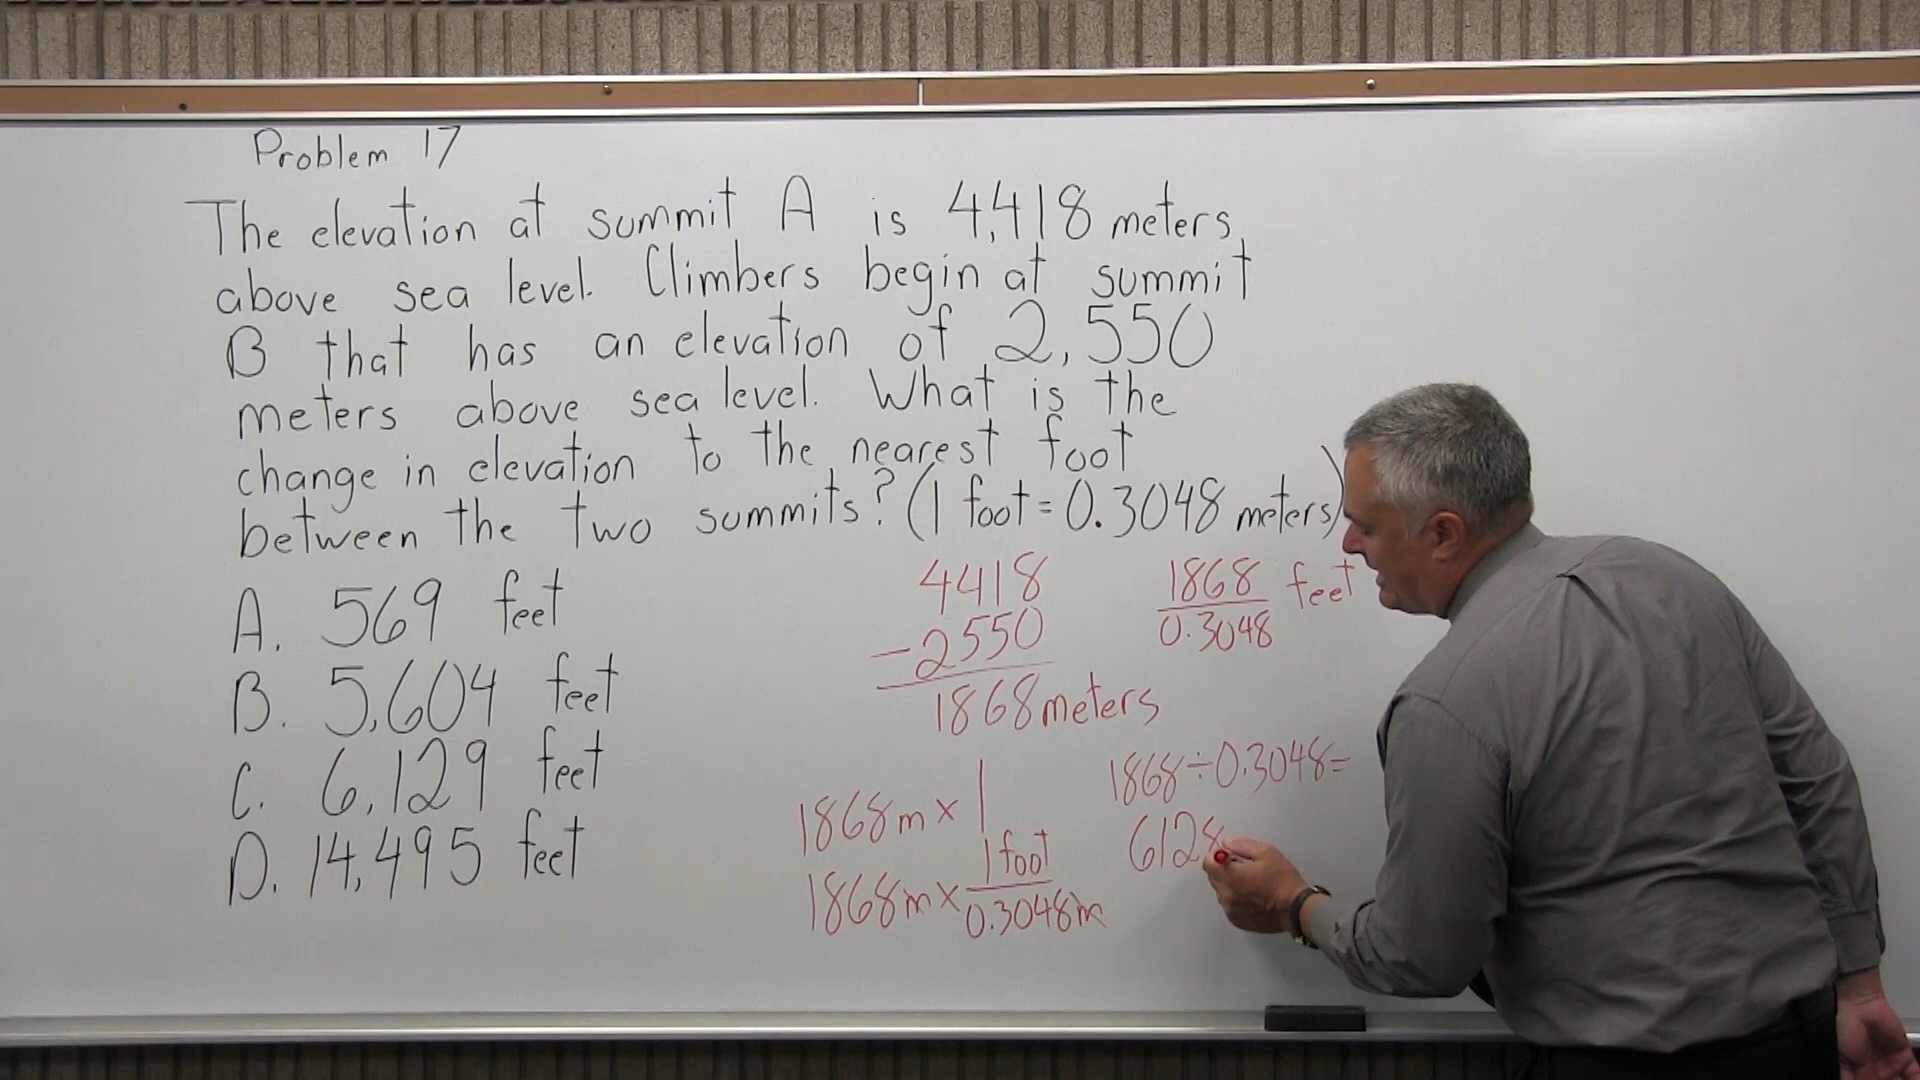 Problem 17
The elevation at summit A is 4,418 meters
above sea level. Climbers begin at summit
B that has an elevation of 2,550
meters above sea level. What is the
change in elevation to the nearest foot
between the two summits? (1 foot = 0.3048 meters)
A. 569 feet
B. 5,604 feet
C. 6,129 feet
D. 14,495 feet
4418
-2550
1868 meters
1868 feet
0.3048
1868m × 1
1868m × 1 foot
0.3048m
1868 ÷ 0.3048 =
6128